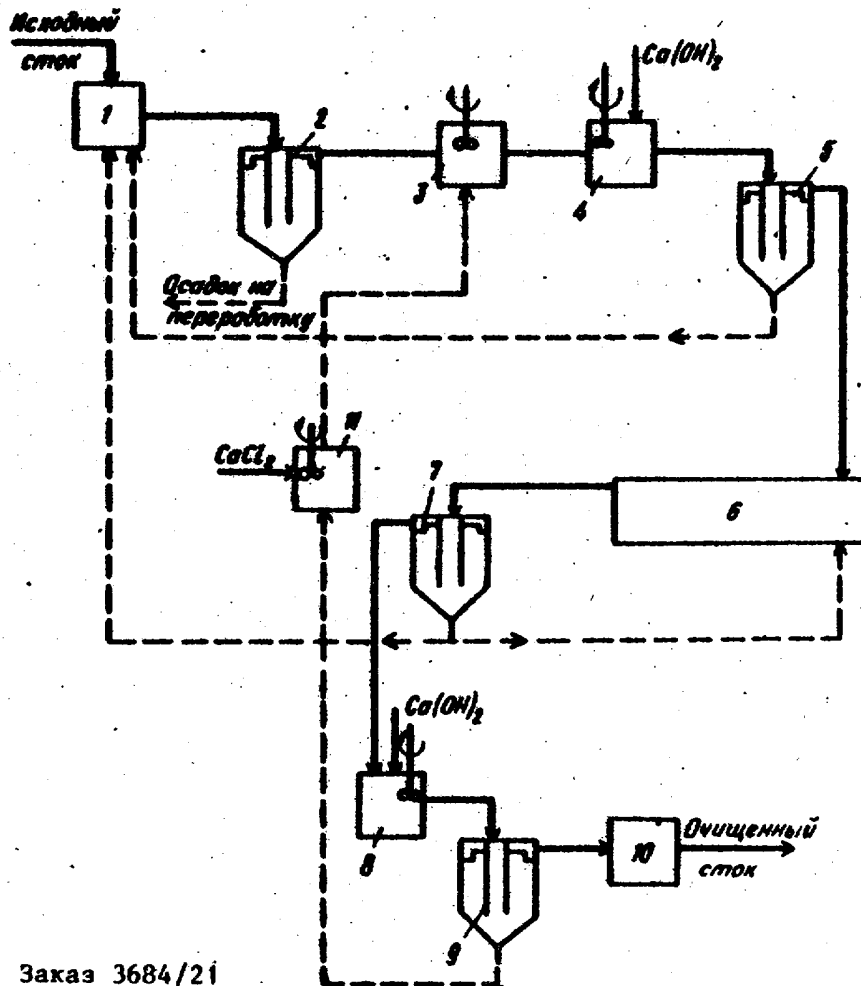 Исходный
сток
1
2
3
Ca(OH)₂
4
5
Осадок на
переработку
11
CaCl₂
7
6
Ca(OH)₂
8
9
10
Очищенный
сток
Заказ 3684/21